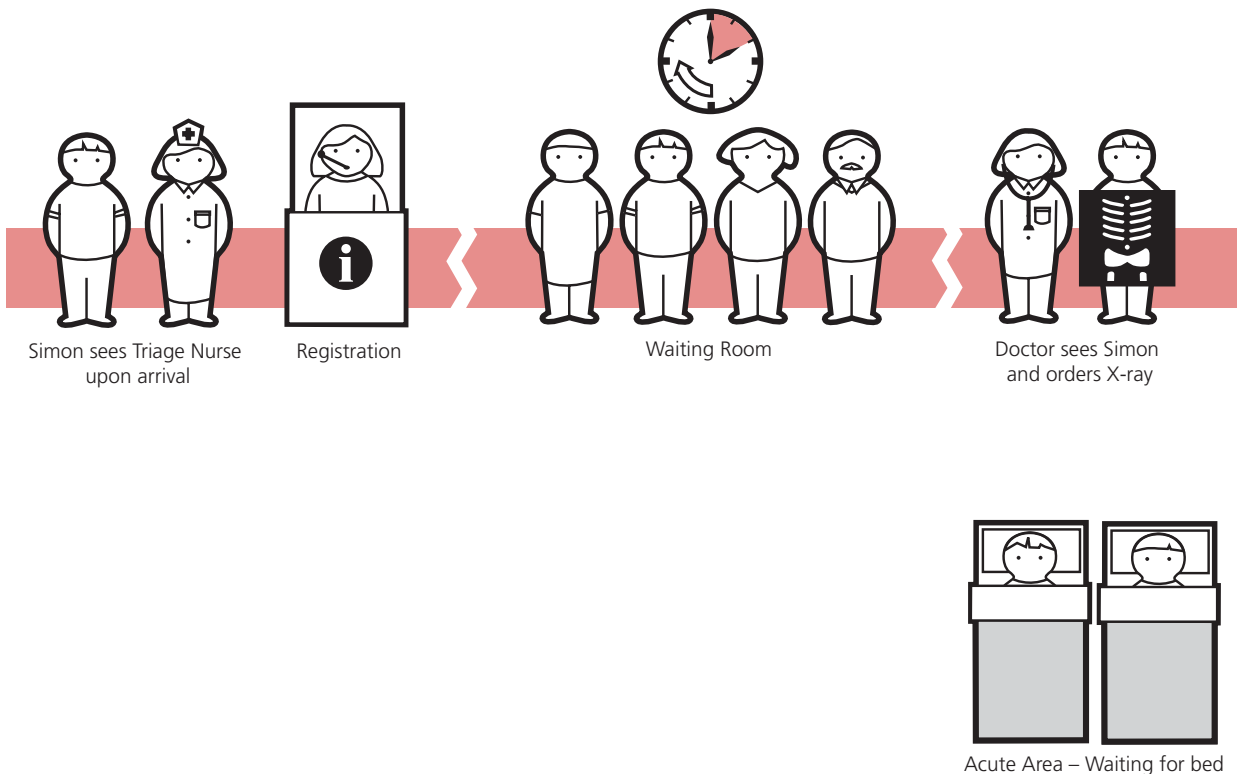 Simon sees Triage Nurse
upon arrival
Registration
i
Waiting Room
Doctor sees Simon
and orders X-ray
Acute Area – Waiting for bed